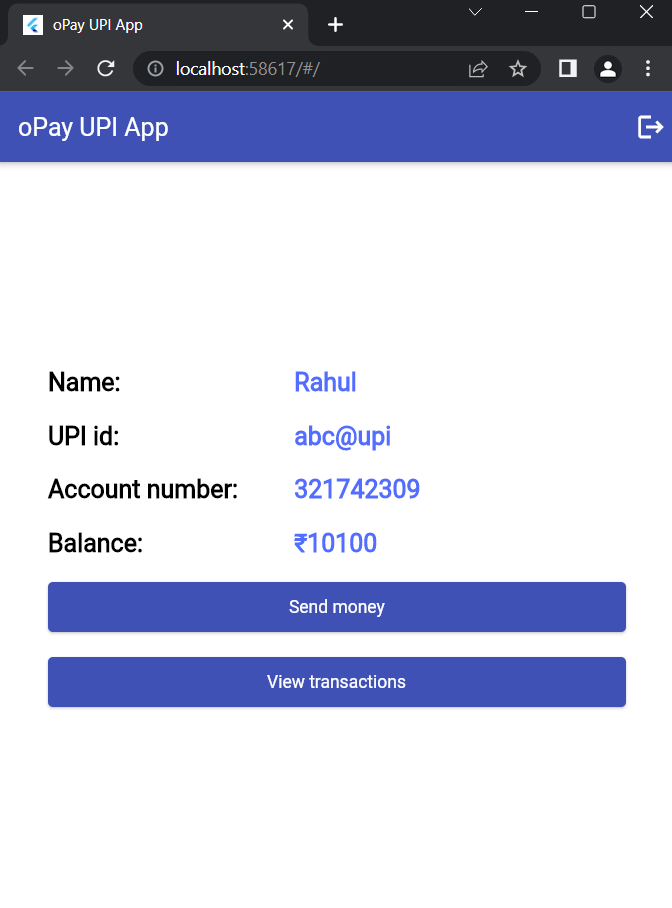 oPay UPI App
localhost:58617/#/
oPay UPI App
Name: Rahul
UPI id: abc@upi
Account number: 321742309
Balance: ₹10100
Send money
View transactions